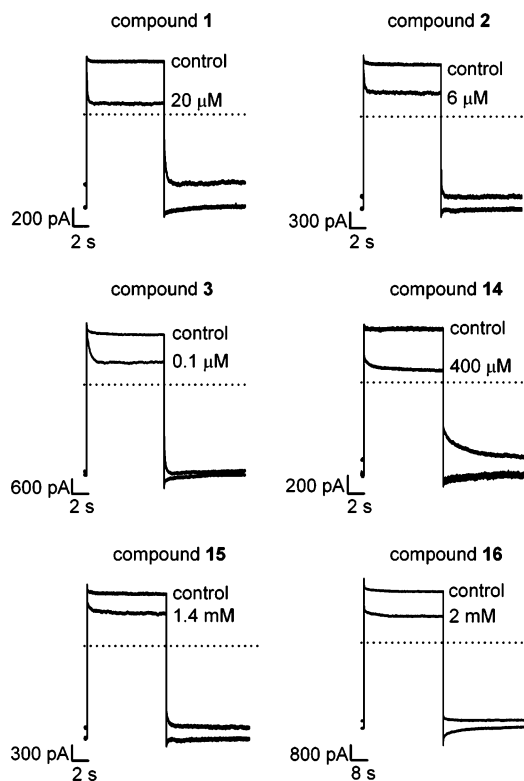 compound 1
control
20 μM
200 pA
2 s
compound 2
control
6 μM
300 pA
2 s
compound 3
control
0.1 μM
600 pA
2 s
compound 14
control
400 μM
200 pA
2 s
compound 15
control
1.4 mM
300 pA
2 s
compound 16
control
2 mM
800 pA
8 s